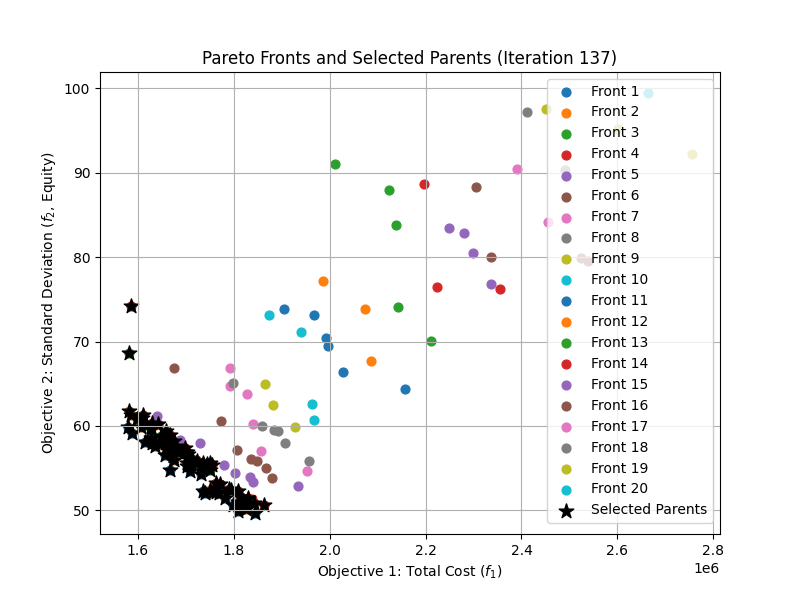 Pareto Fronts and Selected Parents (Iteration 137)
Objective 2: Standard Deviation (f₂, Equity)
100
90
80
70
60
50
Front 1
Front 2
Front 3
Front 4
Front 5
Front 6
Front 7
Front 8
Front 9
Front 10
Front 11
Front 12
Front 13
Front 14
Front 15
Front 16
Front 17
Front 18
Front 19
Front 20
Selected Parents
1.6 1.8 2.0 2.2 2.4 2.6 2.8
1e6
Objective 1: Total Cost (f₁)